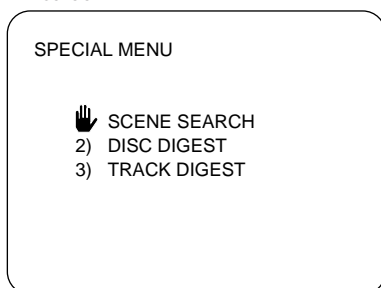 SPECIAL MENU
SCENE SEARCH
2) DISC DIGEST
3) TRACK DIGEST